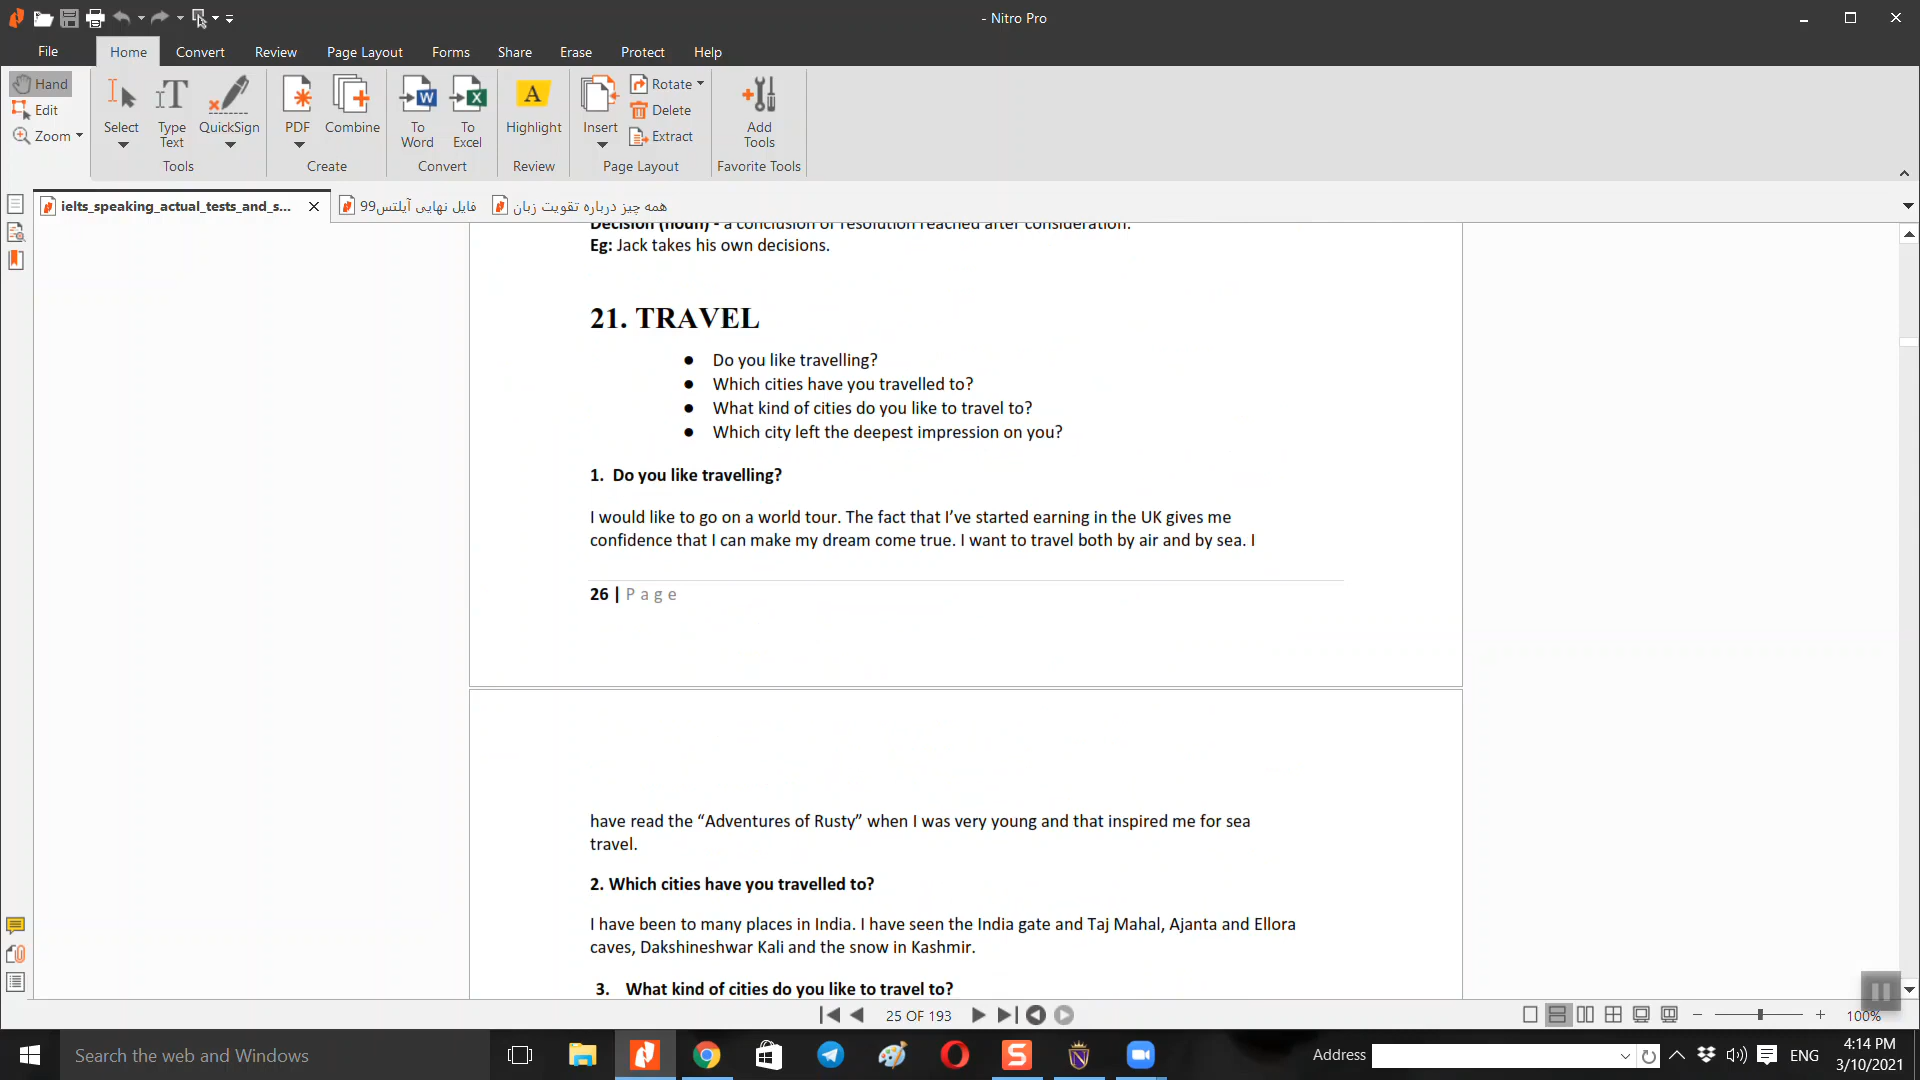 - Nitro Pro
File Home Convert Review Page Layout Forms Share Erase Protect Help
Hand
Edit
Zoom
Select
Type Text
QuickSign
Tools
PDF
Combine
Create
To Word
To Excel
Convert
Highlight
Review
Insert
Rotate
Delete
Extract
Page Layout
Add Tools
Favorite Tools
ielts_speaking_actual_tests_and_s...
فایل نهایی آیلتس99
همه چیز درباره تقویت زبان
Decision (noun) - a conclusion or resolution reached after consideration.
Eg: Jack takes his own decisions.
21. TRAVEL
● Do you like travelling?
● Which cities have you travelled to?
● What kind of cities do you like to travel to?
● Which city left the deepest impression on you?
1. Do you like travelling?
I would like to go on a world tour. The fact that I’ve started earning in the UK gives me
confidence that I can make my dream come true. I want to travel both by air and by sea. I
26 | Page
have read the “Adventures of Rusty” when I was very young and that inspired me for sea
travel.
2. Which cities have you travelled to?
I have been to many places in India. I have seen the India gate and Taj Mahal, Ajanta and Ellora
caves, Dakshineshwar Kali and the snow in Kashmir.
3. What kind of cities do you like to travel to?
25 OF 193
100%
Search the web and Windows
Address
ENG
4:14 PM
3/10/2021